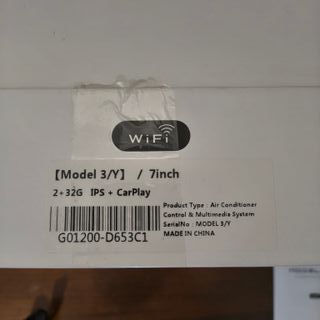 WiFi
【Model 3/Y】 / 7inch
2+32G IPS + CarPlay
Product Type : Air Conditioner
Control & Multimedia System
SerialNo : MODEL 3/Y
MADE IN CHINA
G01200-D653C1